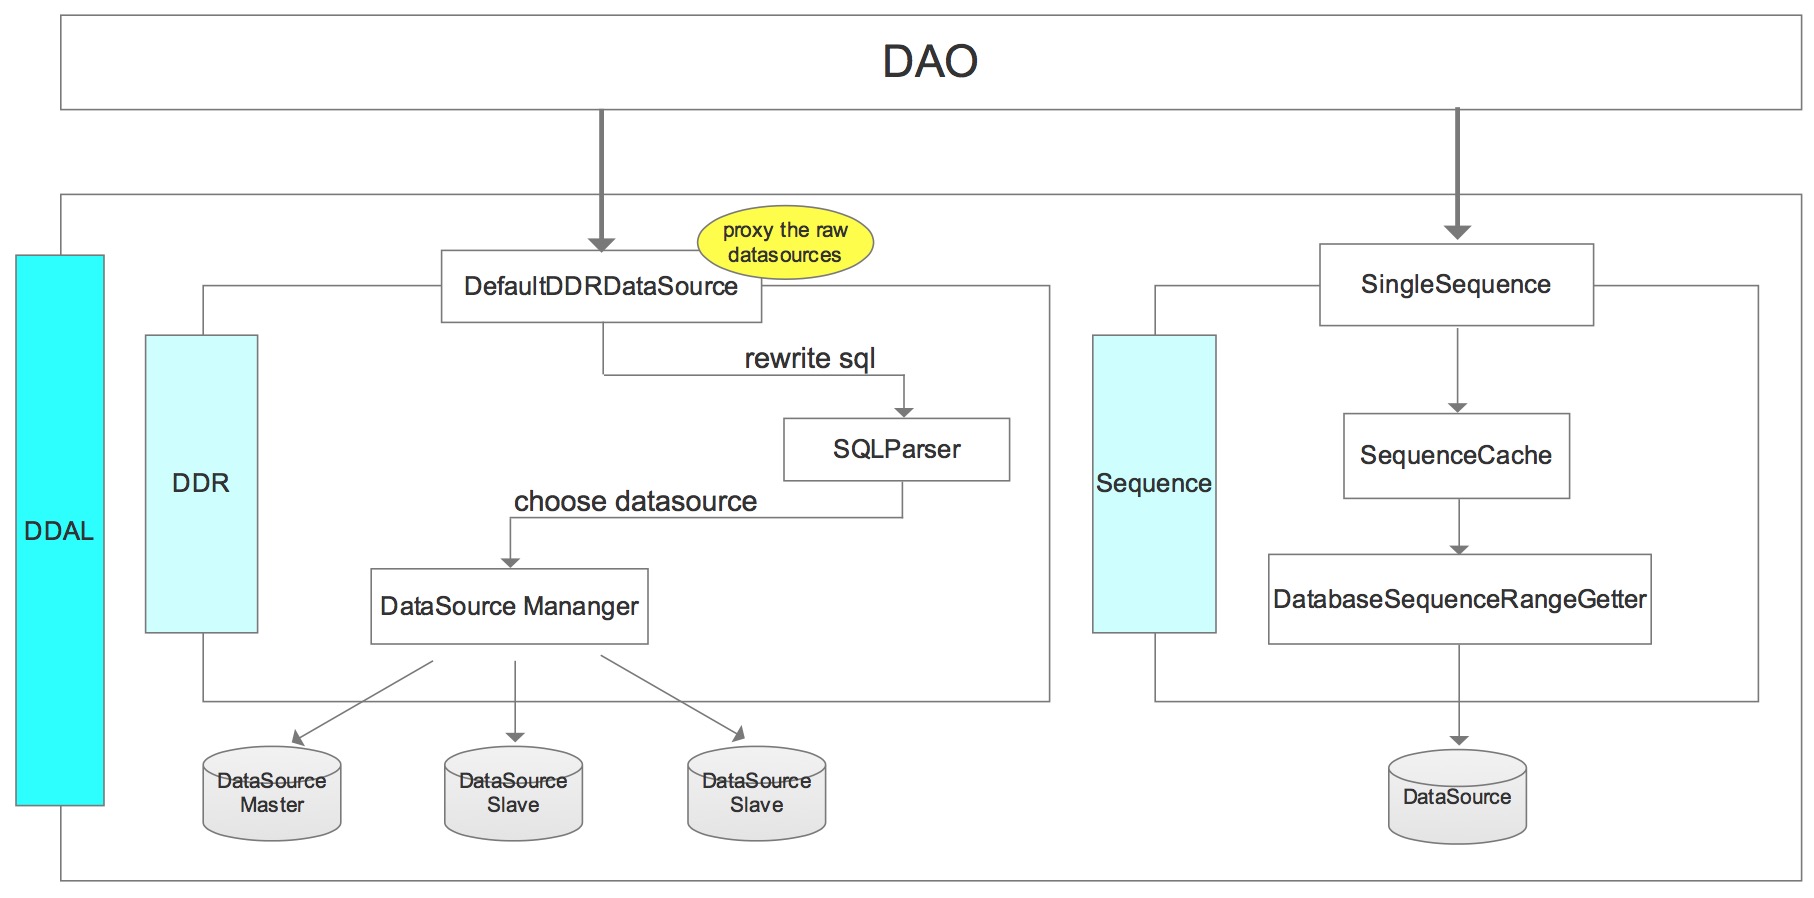 DAO
proxy the raw
datasources
DefaultDDRDataSource
rewrite sql
SQLParser
choose datasource
DataSource Mananger
DDR
DDAL
DataSource
Master
DataSource
Slave
DataSource
Slave
SingleSequence
SequenceCache
Sequence
DatabaseSequenceRangeGetter
DataSource